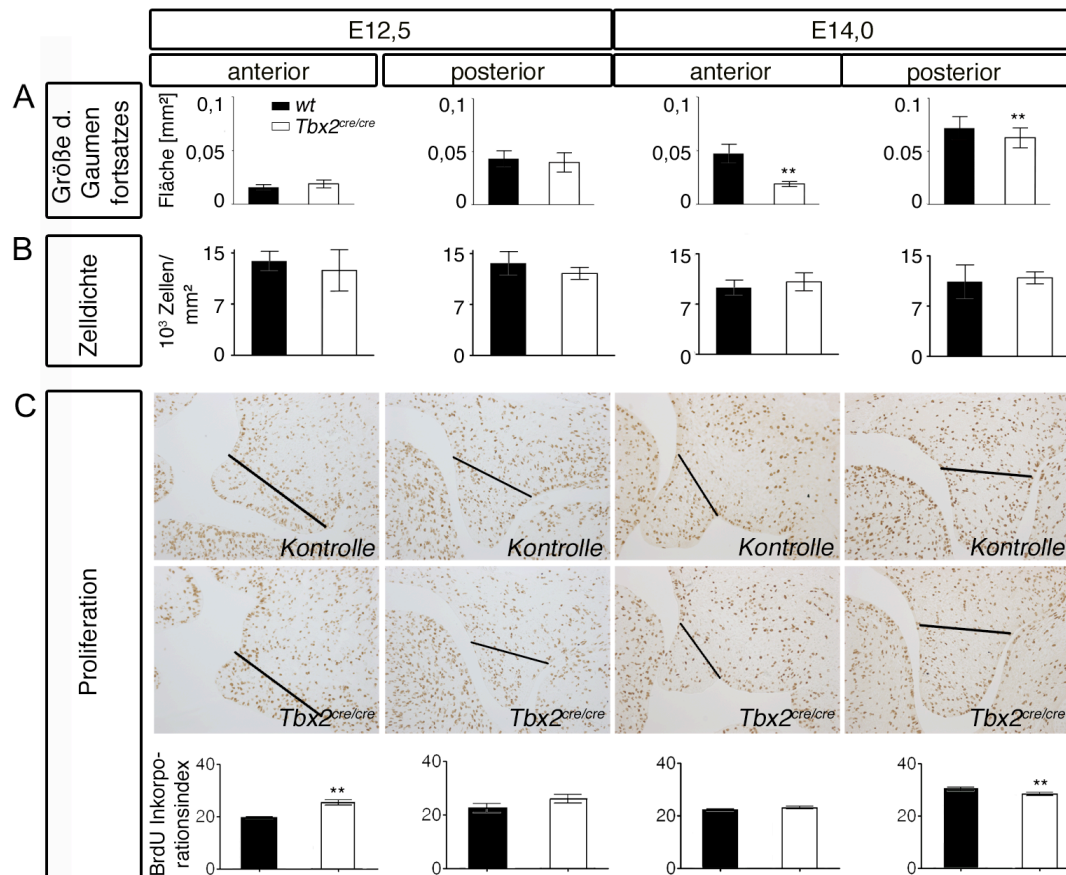 E12,5
E14,0
anterior
posterior
anterior
posterior
A
Größe d.
Gaumen
fortsatzes
Fläche [mm²]
0,1
0,05
0
wt
Tbx2cre/cre
0,1
0,05
0
0,1
0,05
0
**
0.1
0.05
0
**
B
Zelldichte
10³ Zellen/
mm²
15
7
0
15
7
0
15
7
0
15
7
0
C
Proliferation
Kontrolle
Kontrolle
Kontrolle
Kontrolle
Tbx2cre/cre
Tbx2cre/cre
Tbx2cre/cre
Tbx2cre/cre
BrdU Inkorpo-
rationsindex
40
20
0
**
40
20
0
40
20
0
40
20
0
**